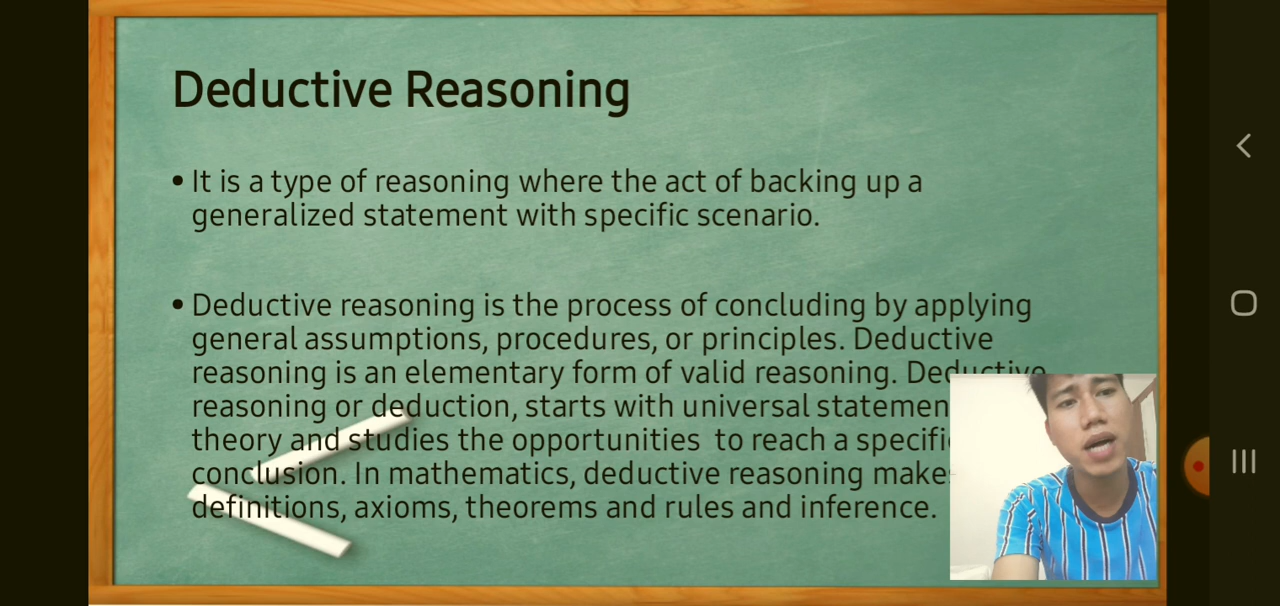 Deductive Reasoning
• It is a type of reasoning where the act of backing up a
generalized statement with specific scenario.
• Deductive reasoning is the process of concluding by applying
general assumptions, procedures, or principles. Deductive
reasoning is an elementary form of valid reasoning. Deductive
reasoning or deduction, starts with universal
theory and studies the opportunities to reach a
conclusion. In mathematics, deductive reasoning
definitions, axioms, theorems and rules and inference.